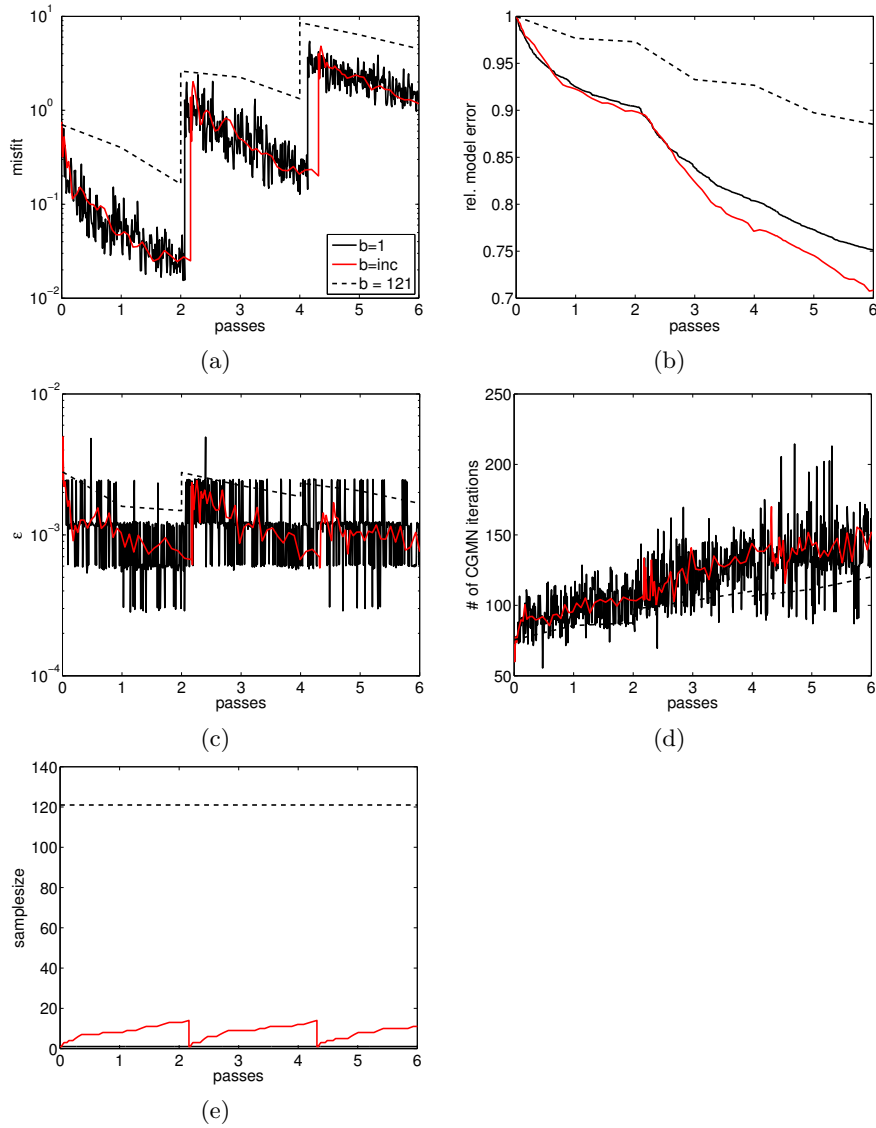 10^1
10^0
10^-1
10^-2
misfit
0 1 2 3 4 5 6
passes
b=1
b=inc
b = 121
(a)
1
0.95
0.9
0.85
0.8
0.75
0.7
rel. model error
0 1 2 3 4 5 6
passes
(b)
10^-2
10^-3
10^-4
ε
0 1 2 3 4 5 6
passes
(c)
250
200
150
100
50
# of CGMN iterations
0 1 2 3 4 5 6
passes
(d)
140
120
100
80
60
40
20
0
samplesize
0 1 2 3 4 5 6
passes
(e)